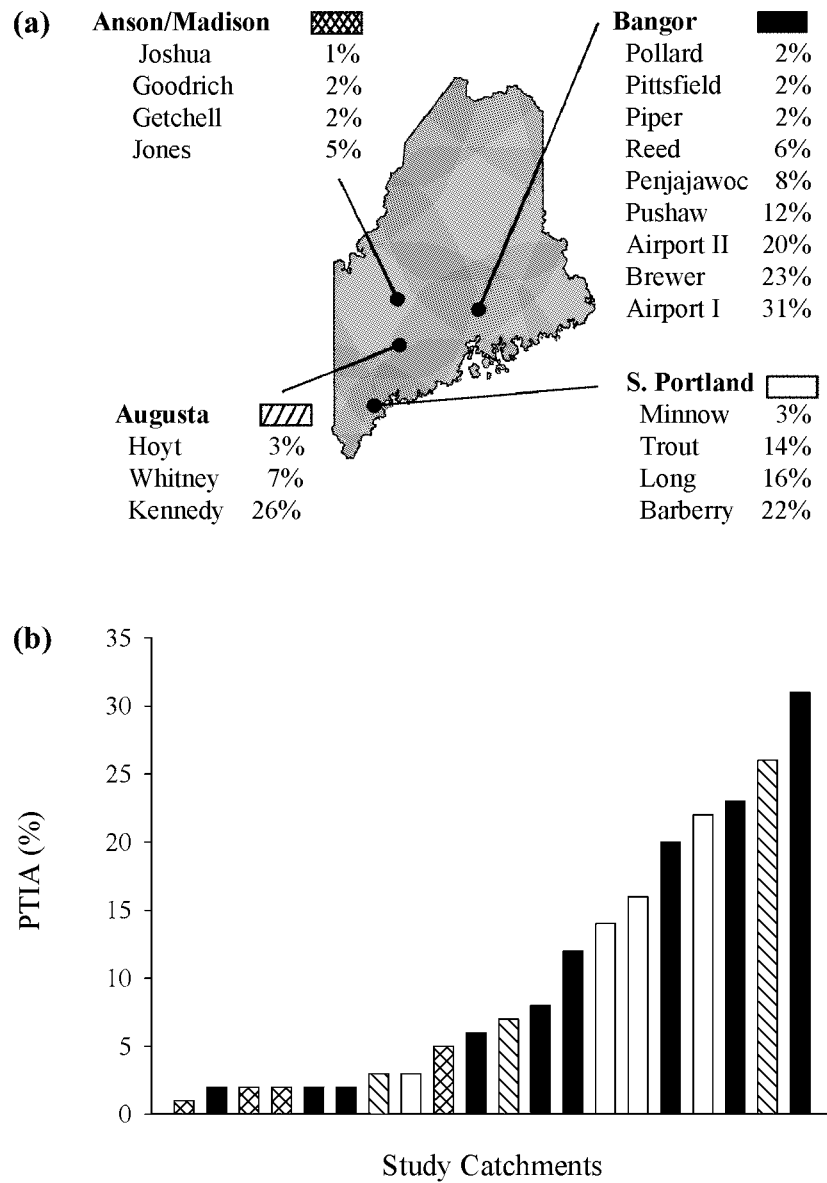 (a)
Anson/Madison
Joshua 1%
Goodrich 2%
Getchell 2%
Jones 5%
Bangor
Pollard 2%
Pittsfield 2%
Piper 2%
Reed 6%
Penjajawoc 8%
Pushaw 12%
Airport II 20%
Brewer 23%
Airport I 31%
Augusta
Hoyt 3%
Whitney 7%
Kennedy 26%
S. Portland
Minnow 3%
Trout 14%
Long 16%
Barberry 22%
(b)
35
30
25
20
15
10
5
0
PTIA (%)
Study Catchments